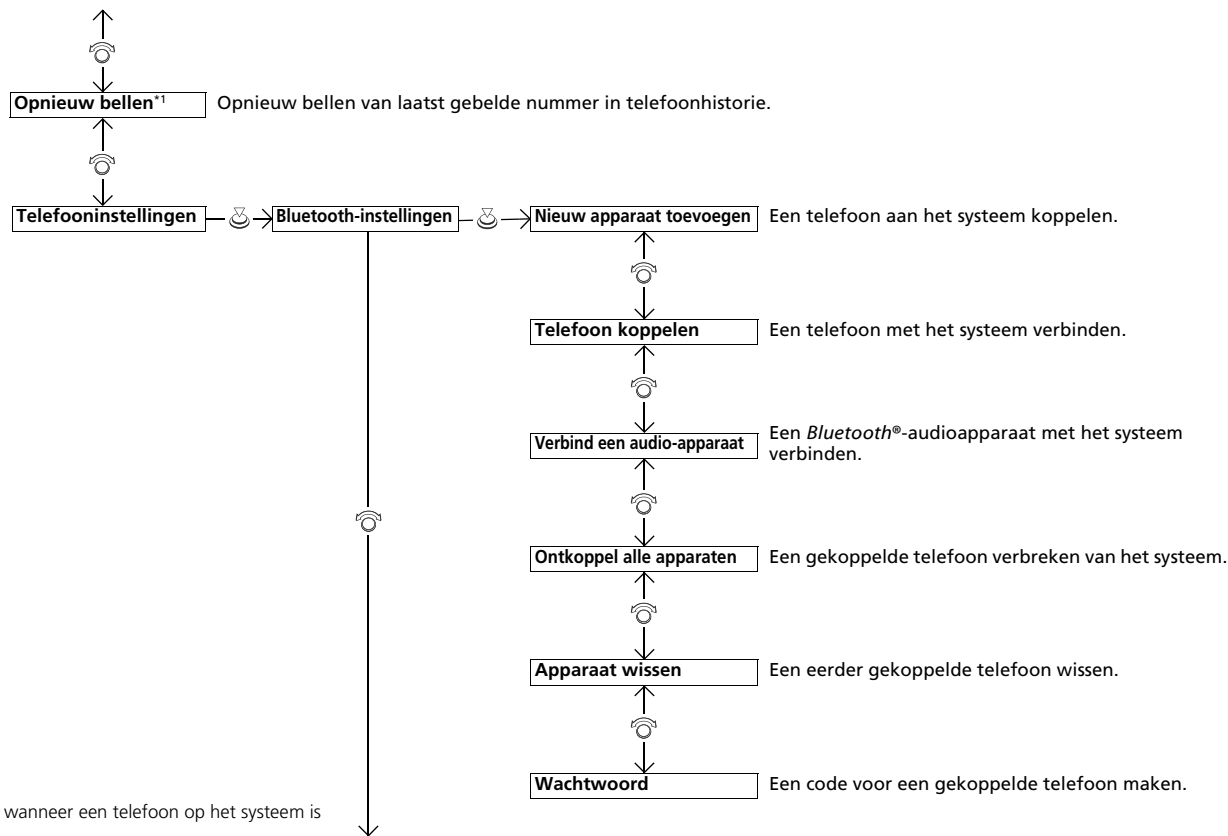 Opnieuw bellen*1 Opnieuw bellen van laatst gebelde nummer in telefoonhistorie.
Telefooninstellingen Bluetooth-instellingen Nieuw apparaat toevoegen Een telefoon aan het systeem koppelen.
Telefoon koppelen Een telefoon met het systeem verbinden.
Verbind een audio-apparaat Een Bluetooth®-audioapparaat met het systeem
verbinden.
Ontkoppel alle apparaten Een gekoppelde telefoon verbreken van het systeem.
Apparaat wissen Een eerder gekoppelde telefoon wissen.
Wachtwoord Een code voor een gekoppelde telefoon maken.
wanneer een telefoon op het systeem is